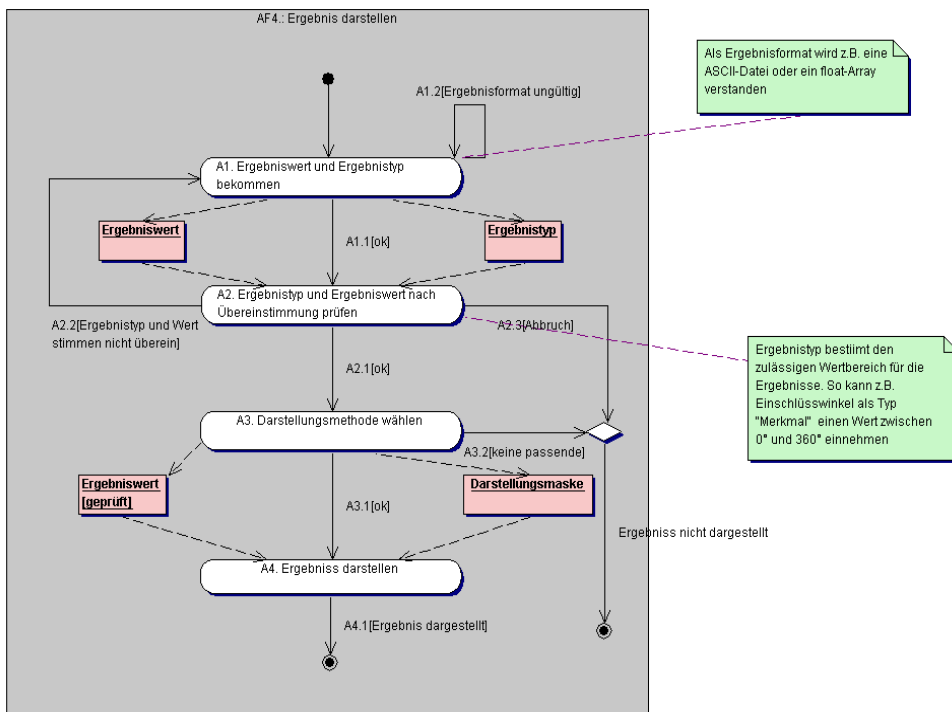 AF4.: Ergebnis darstellen
Als Ergebnisformat wird z.B. eine
ASCII-Datei oder ein float-Array
verstanden
A1.2[Ergebnisformat ungültig]
A1. Ergebniswert und Ergebnistyp
bekommen
Ergebniswert
Ergebnistyp
A1.1[ok]
A2. Ergebnistyp und Ergebniswert nach
Übereinstimmung prüfen
A2.2[Ergebnistyp und Wert
stimmen nicht überein]
A2.3[Abbruch]
Ergebnistyp bestiimt den
zulässigen Wertbereich für die
Ergebnisse. So kann z.B.
Einschlüsswinkel als Typ
"Merkmal" einen Wert zwischen
0° und 360° einnehmen
A2.1[ok]
A3. Darstellungsmethode wählen
A3.2[keine passende]
Ergebniswert
[geprüft]
Darstellungsmaske
A3.1[ok]
Ergebniss nicht dargestellt
A4. Ergebniss darstellen
A4.1[Ergebnis dargestellt]